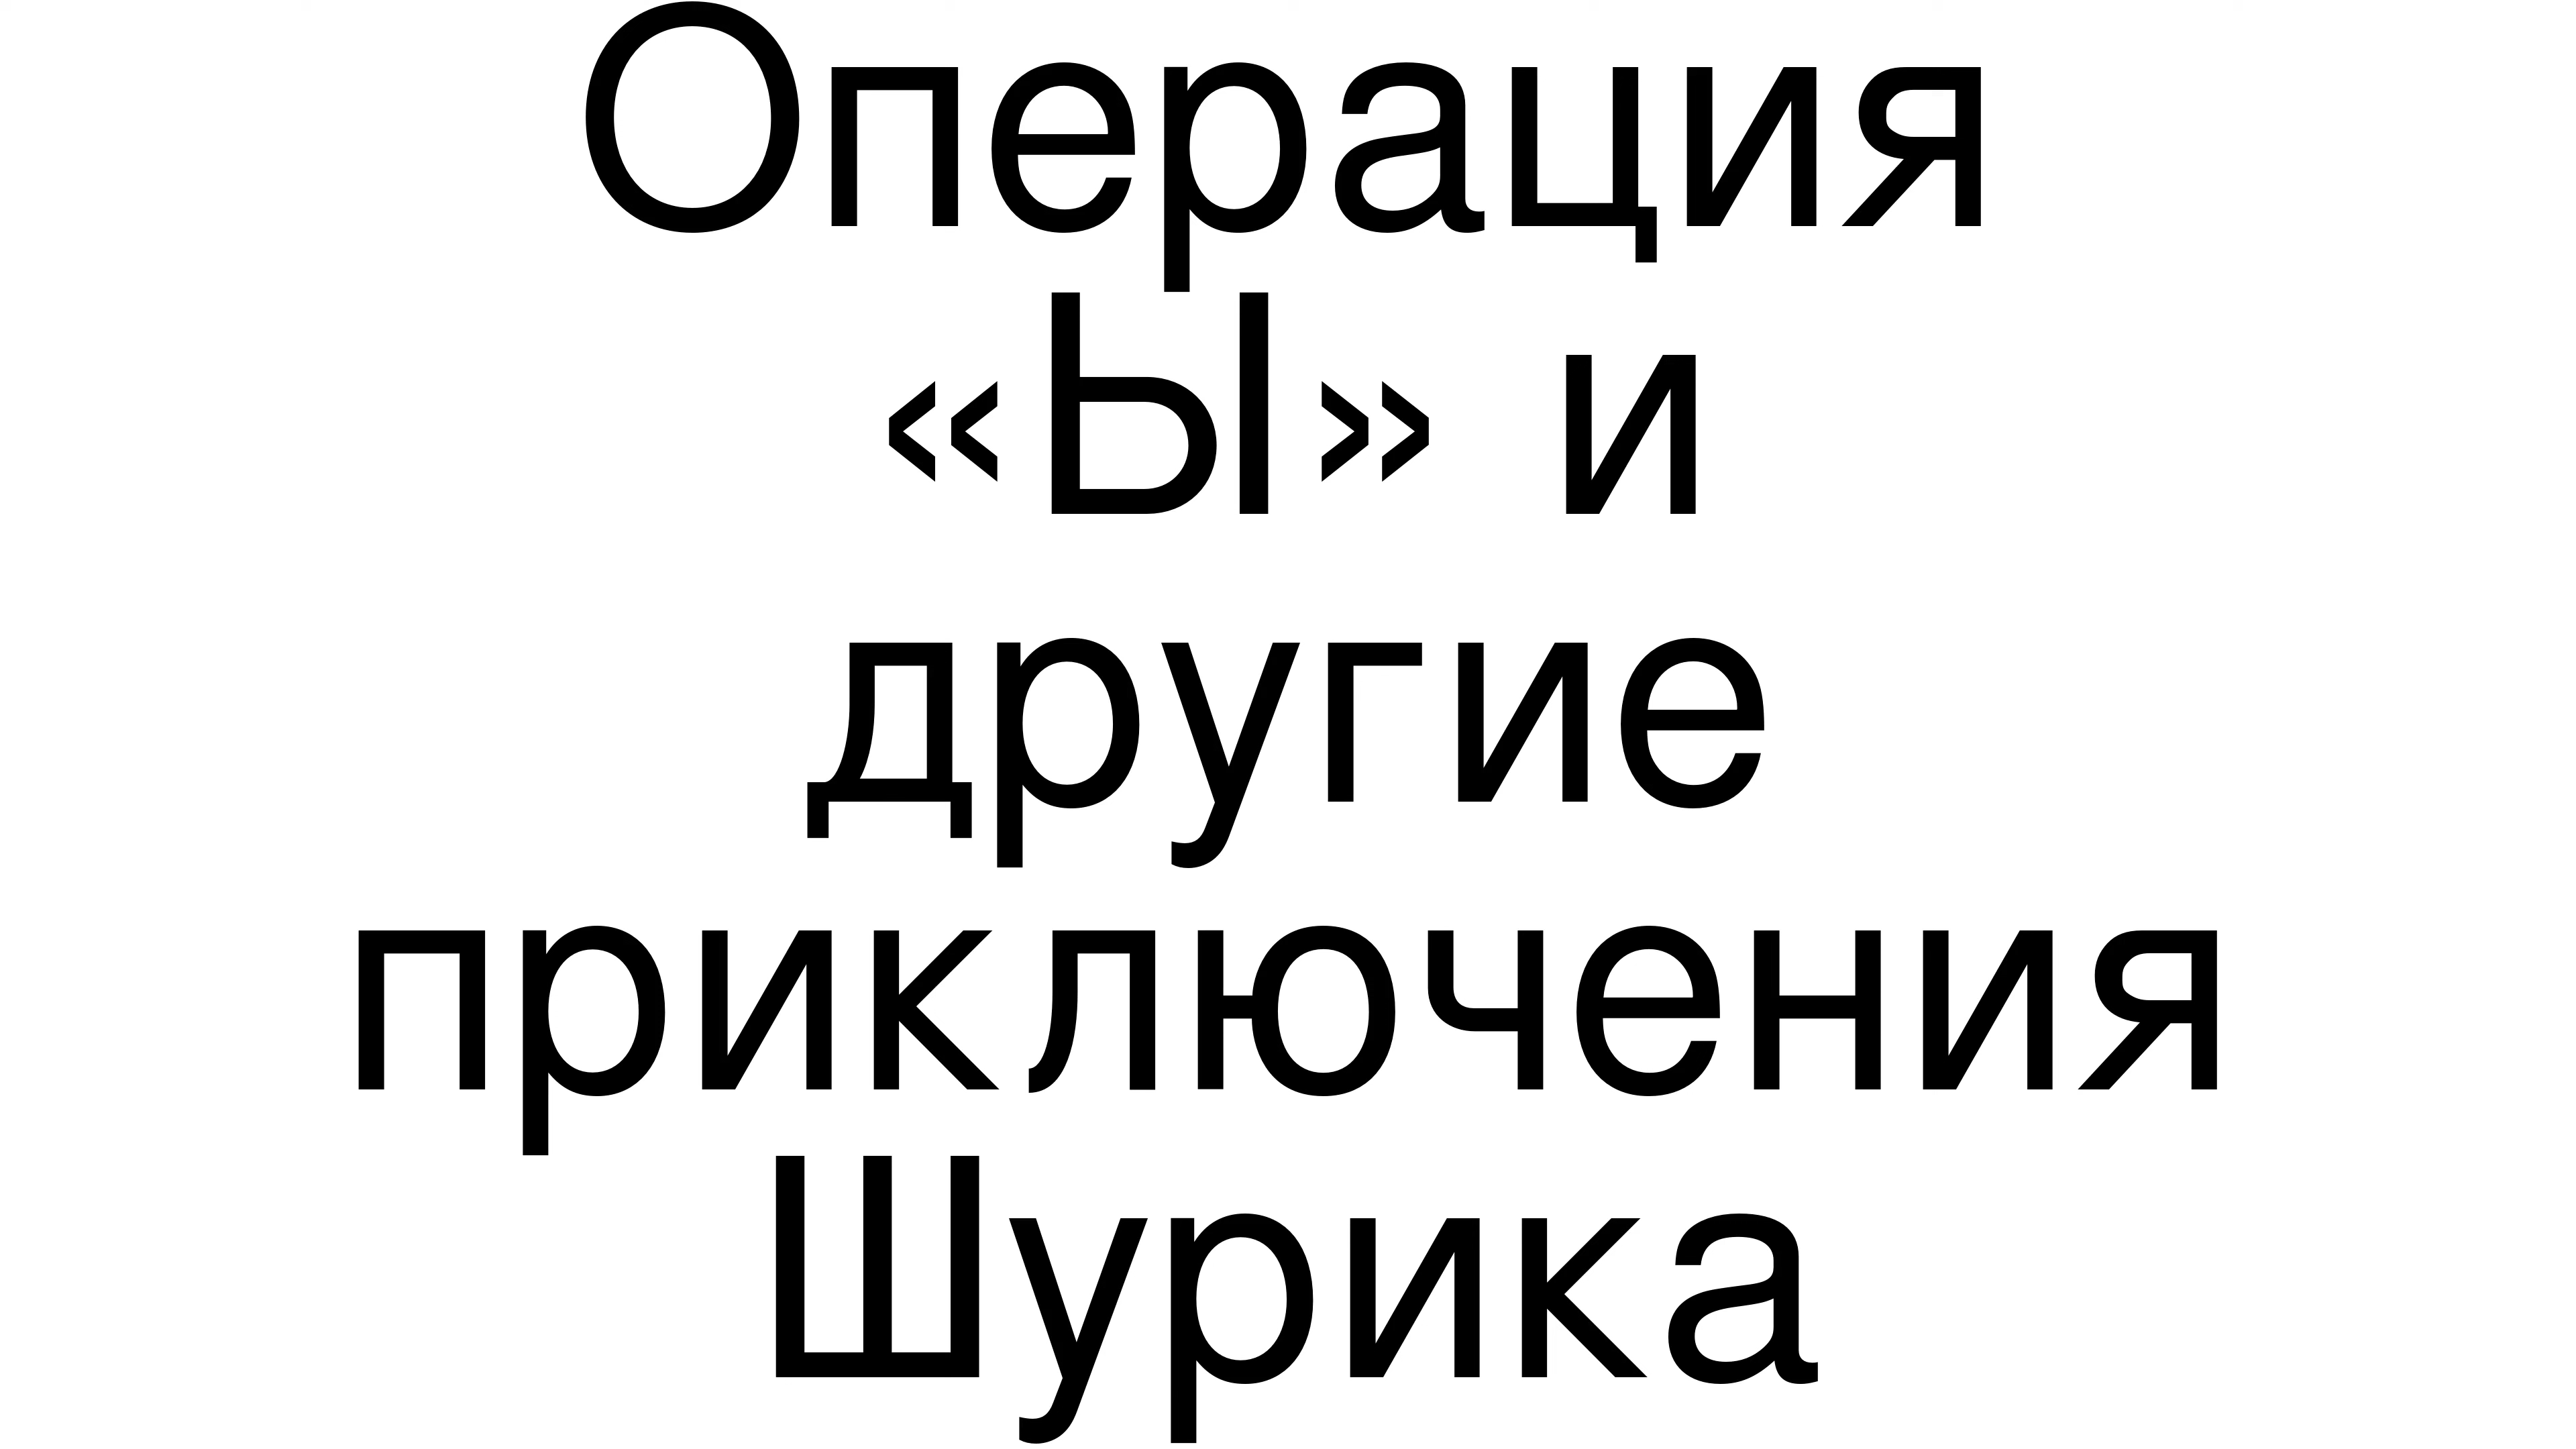 Операция
«Ы» и
другие
приключения
Шурика